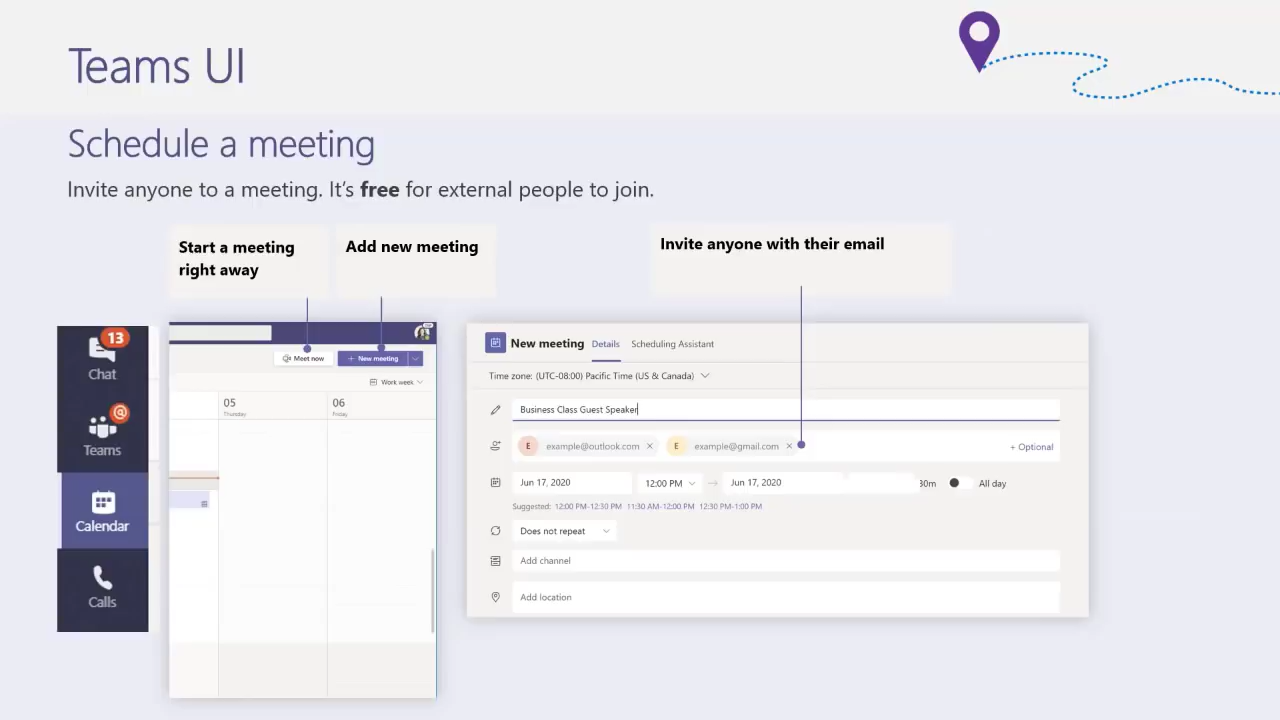 Teams UI
Schedule a meeting
Invite anyone to a meeting. It's free for external people to join.
Start a meeting
right away
Add new meeting
Invite anyone with their email
13
Chat
@
Teams
Calendar
Calls
Meet now
+ New meeting
Work week
05
Thursday
06
Friday
New meeting Details Scheduling Assistant
Time zone: (UTC-08:00) Pacific Time (US & Canada)
Business Class Guest Speaker
E example@outlook.com × E example@gmail.com × + Optional
Jun 17, 2020 12:00 PM → Jun 17, 2020 30m All day
Suggested: 12:00 PM-12:30 PM 11:30 AM-12:00 PM 12:30 PM-1:00 PM
Does not repeat
Add channel
Add location